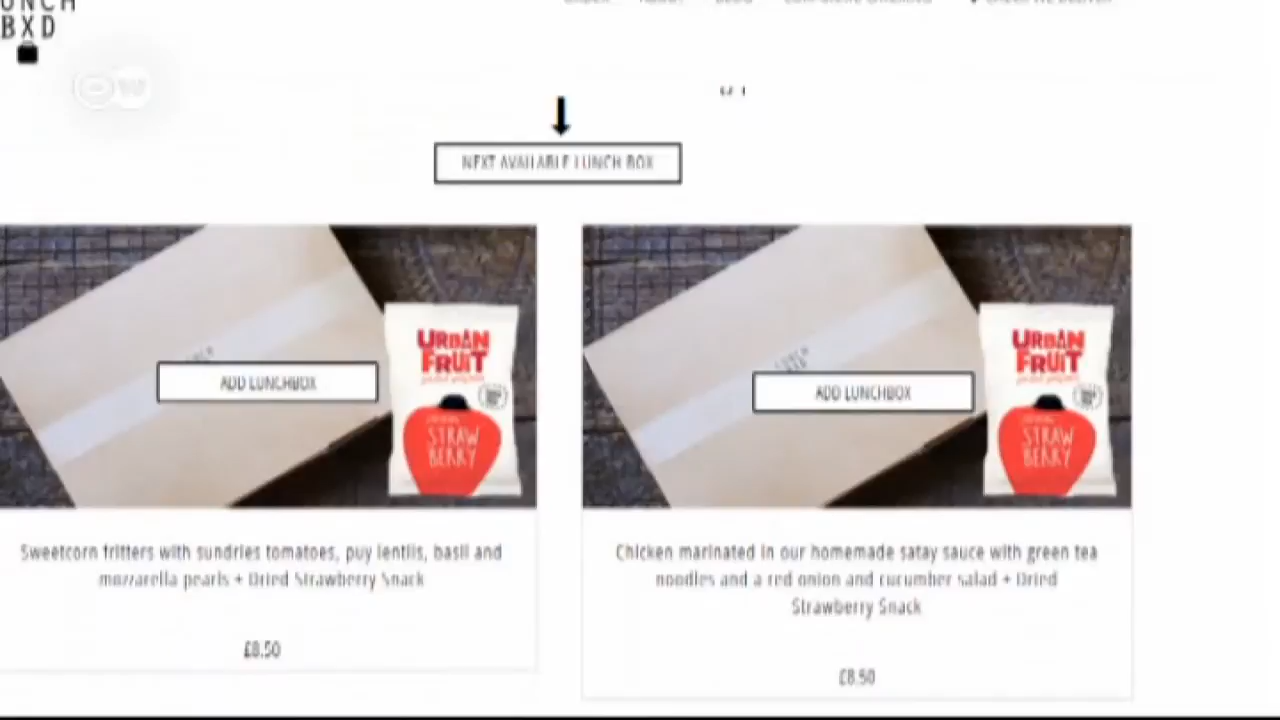 BXD
NEXT AVAILABLE LUNCH BOX
URBAN
FRUIT
STRAW
BERRY
ADD LUNCHBOX
URBAN
FRUIT
STRAW
BERRY
ADD LUNCHBOX
Sweetcorn fritters with sundries tomatoes, puy lentils, basil and
mozzarella pearls + Dried Strawberry Snack
£8.50
Chicken marinated in our homemade satay sauce with green tea
noodles and a red onion and cucumber salad + Dried
Strawberry Snack
£8.50